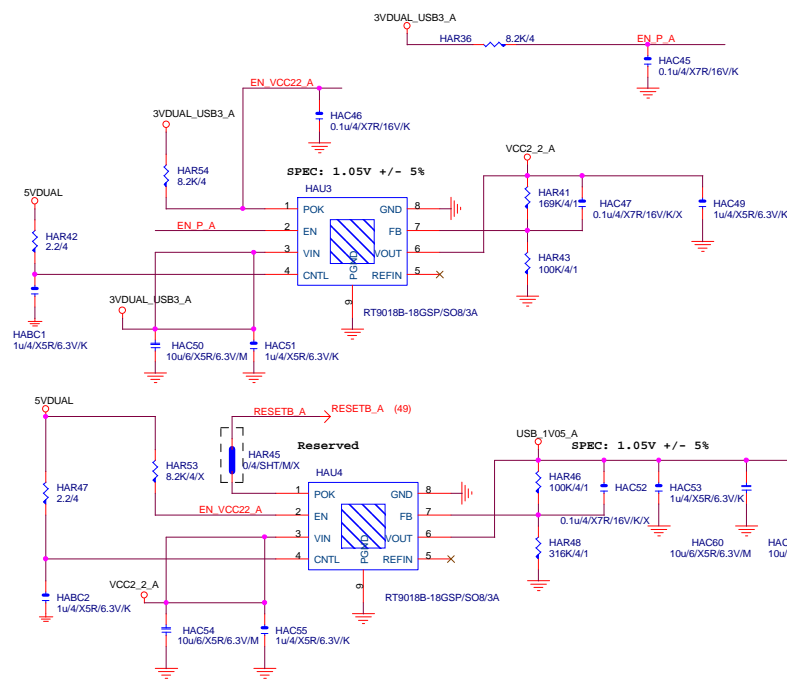 3VDUAL_USB3_A
HAR36 8.2K/4 EN_P_A
HAC45
0.1u/4/X7R/16V/K
EN_VCC22_A
HAC46
0.1u/4/X7R/16V/K
3VDUAL_USB3_A
HAR54
8.2K/4
SPEC: 1.05V +/- 5%
VCC2_2_A
5VDUAL
HAR42
2.2/4
HAU3
1 POK GND 8
2 EN FB 7
3 VIN VOUT 6
4 CNTL REFIN 5
PGND
9
EN_P_A
HAR41
169K/4/1
HAC47
0.1u/4/X7R/16V/K/X
HAC49
1u/4/X5R/6.3V/K
HAR43
100K/4/1
RT9018B-18GSP/SO8/3A
HABC1
1u/4/X5R/6.3V/K
3VDUAL_USB3_A
HAC50
10u/6/X5R/6.3V/M
HAC51
1u/4/X5R/6.3V/K
5VDUAL
RESETB_A RESETB_A (49)
HAR45
0/4/SHT/M/X
Reserved
USB_1V05_A
SPEC: 1.05V +/- 5%
HAR53
8.2K/4/X
HAR47
2.2/4
HAU4
1 POK GND 8
2 EN FB 7
3 VIN VOUT 6
4 CNTL REFIN 5
PGND
9
EN_VCC22_A
HAR46
100K/4/1
HAC52
0.1u/4/X7R/16V/K/X
HAC53
1u/4/X5R/6.3V/K
HAR48
316K/4/1
HAC60
10u/6/X5R/6.3V/M
HAC
10u/
RT9018B-18GSP/SO8/3A
HABC2
1u/4/X5R/6.3V/K
VCC2_2_A
HAC54
10u/6/X5R/6.3V/M
HAC55
1u/4/X5R/6.3V/K